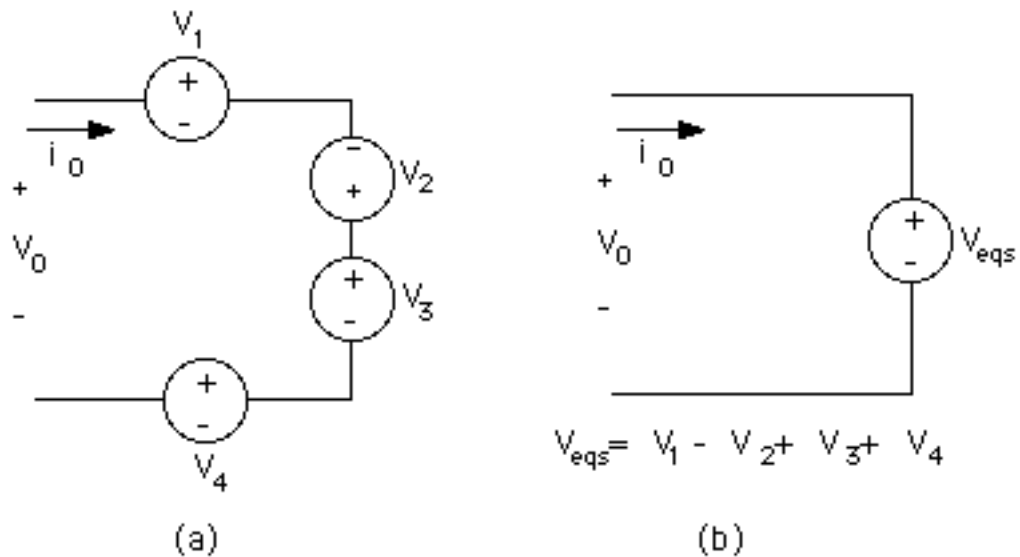 V1
+
-
i0
+
V0
-
-
+
V2
+
-
V3
+
-
V4
(a)
i0
+
V0
-
+
-
Veqs
Veqs= V1 - V2+ V3+ V4
(b)